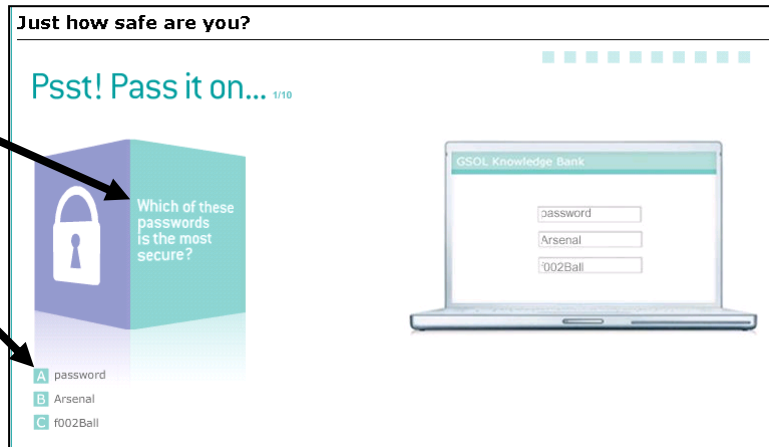 Just how safe are you?
Psst! Pass it on... 1/10
Which of these
passwords
is the most
secure?
GSOL Knowledge Bank
password
Arsenal
f002Ball
A password
B Arsenal
C f002Ball